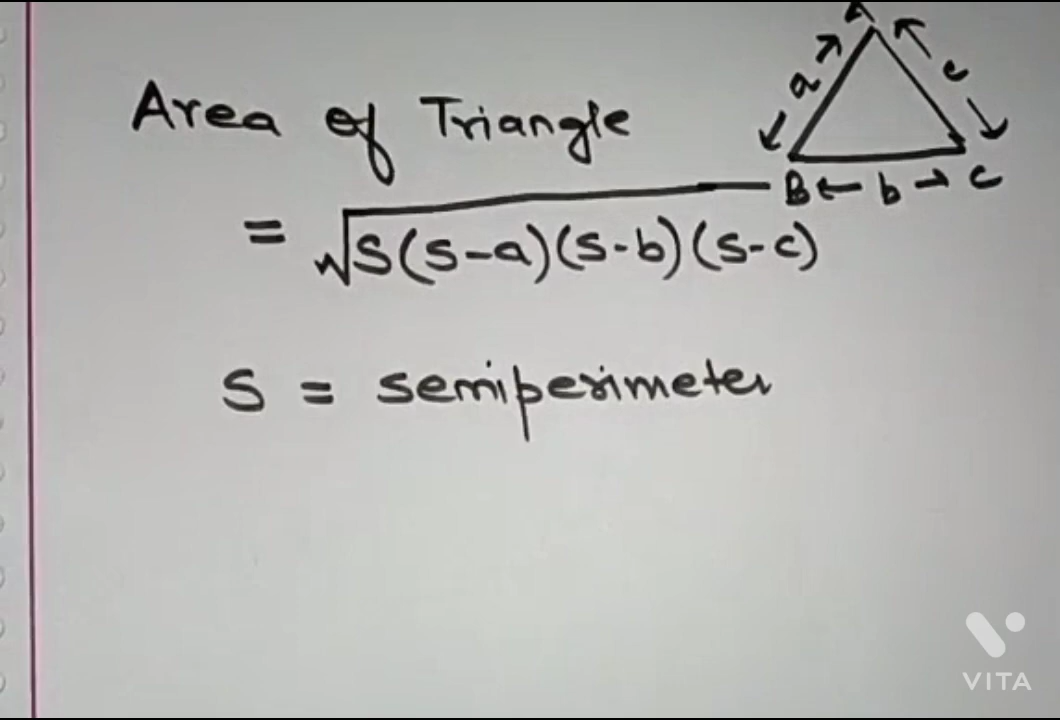 A
a
c
Area of Triangle
B ← b → C
= √S(s-a)(s-b)(s-c)
S = semiperimeter
VITA